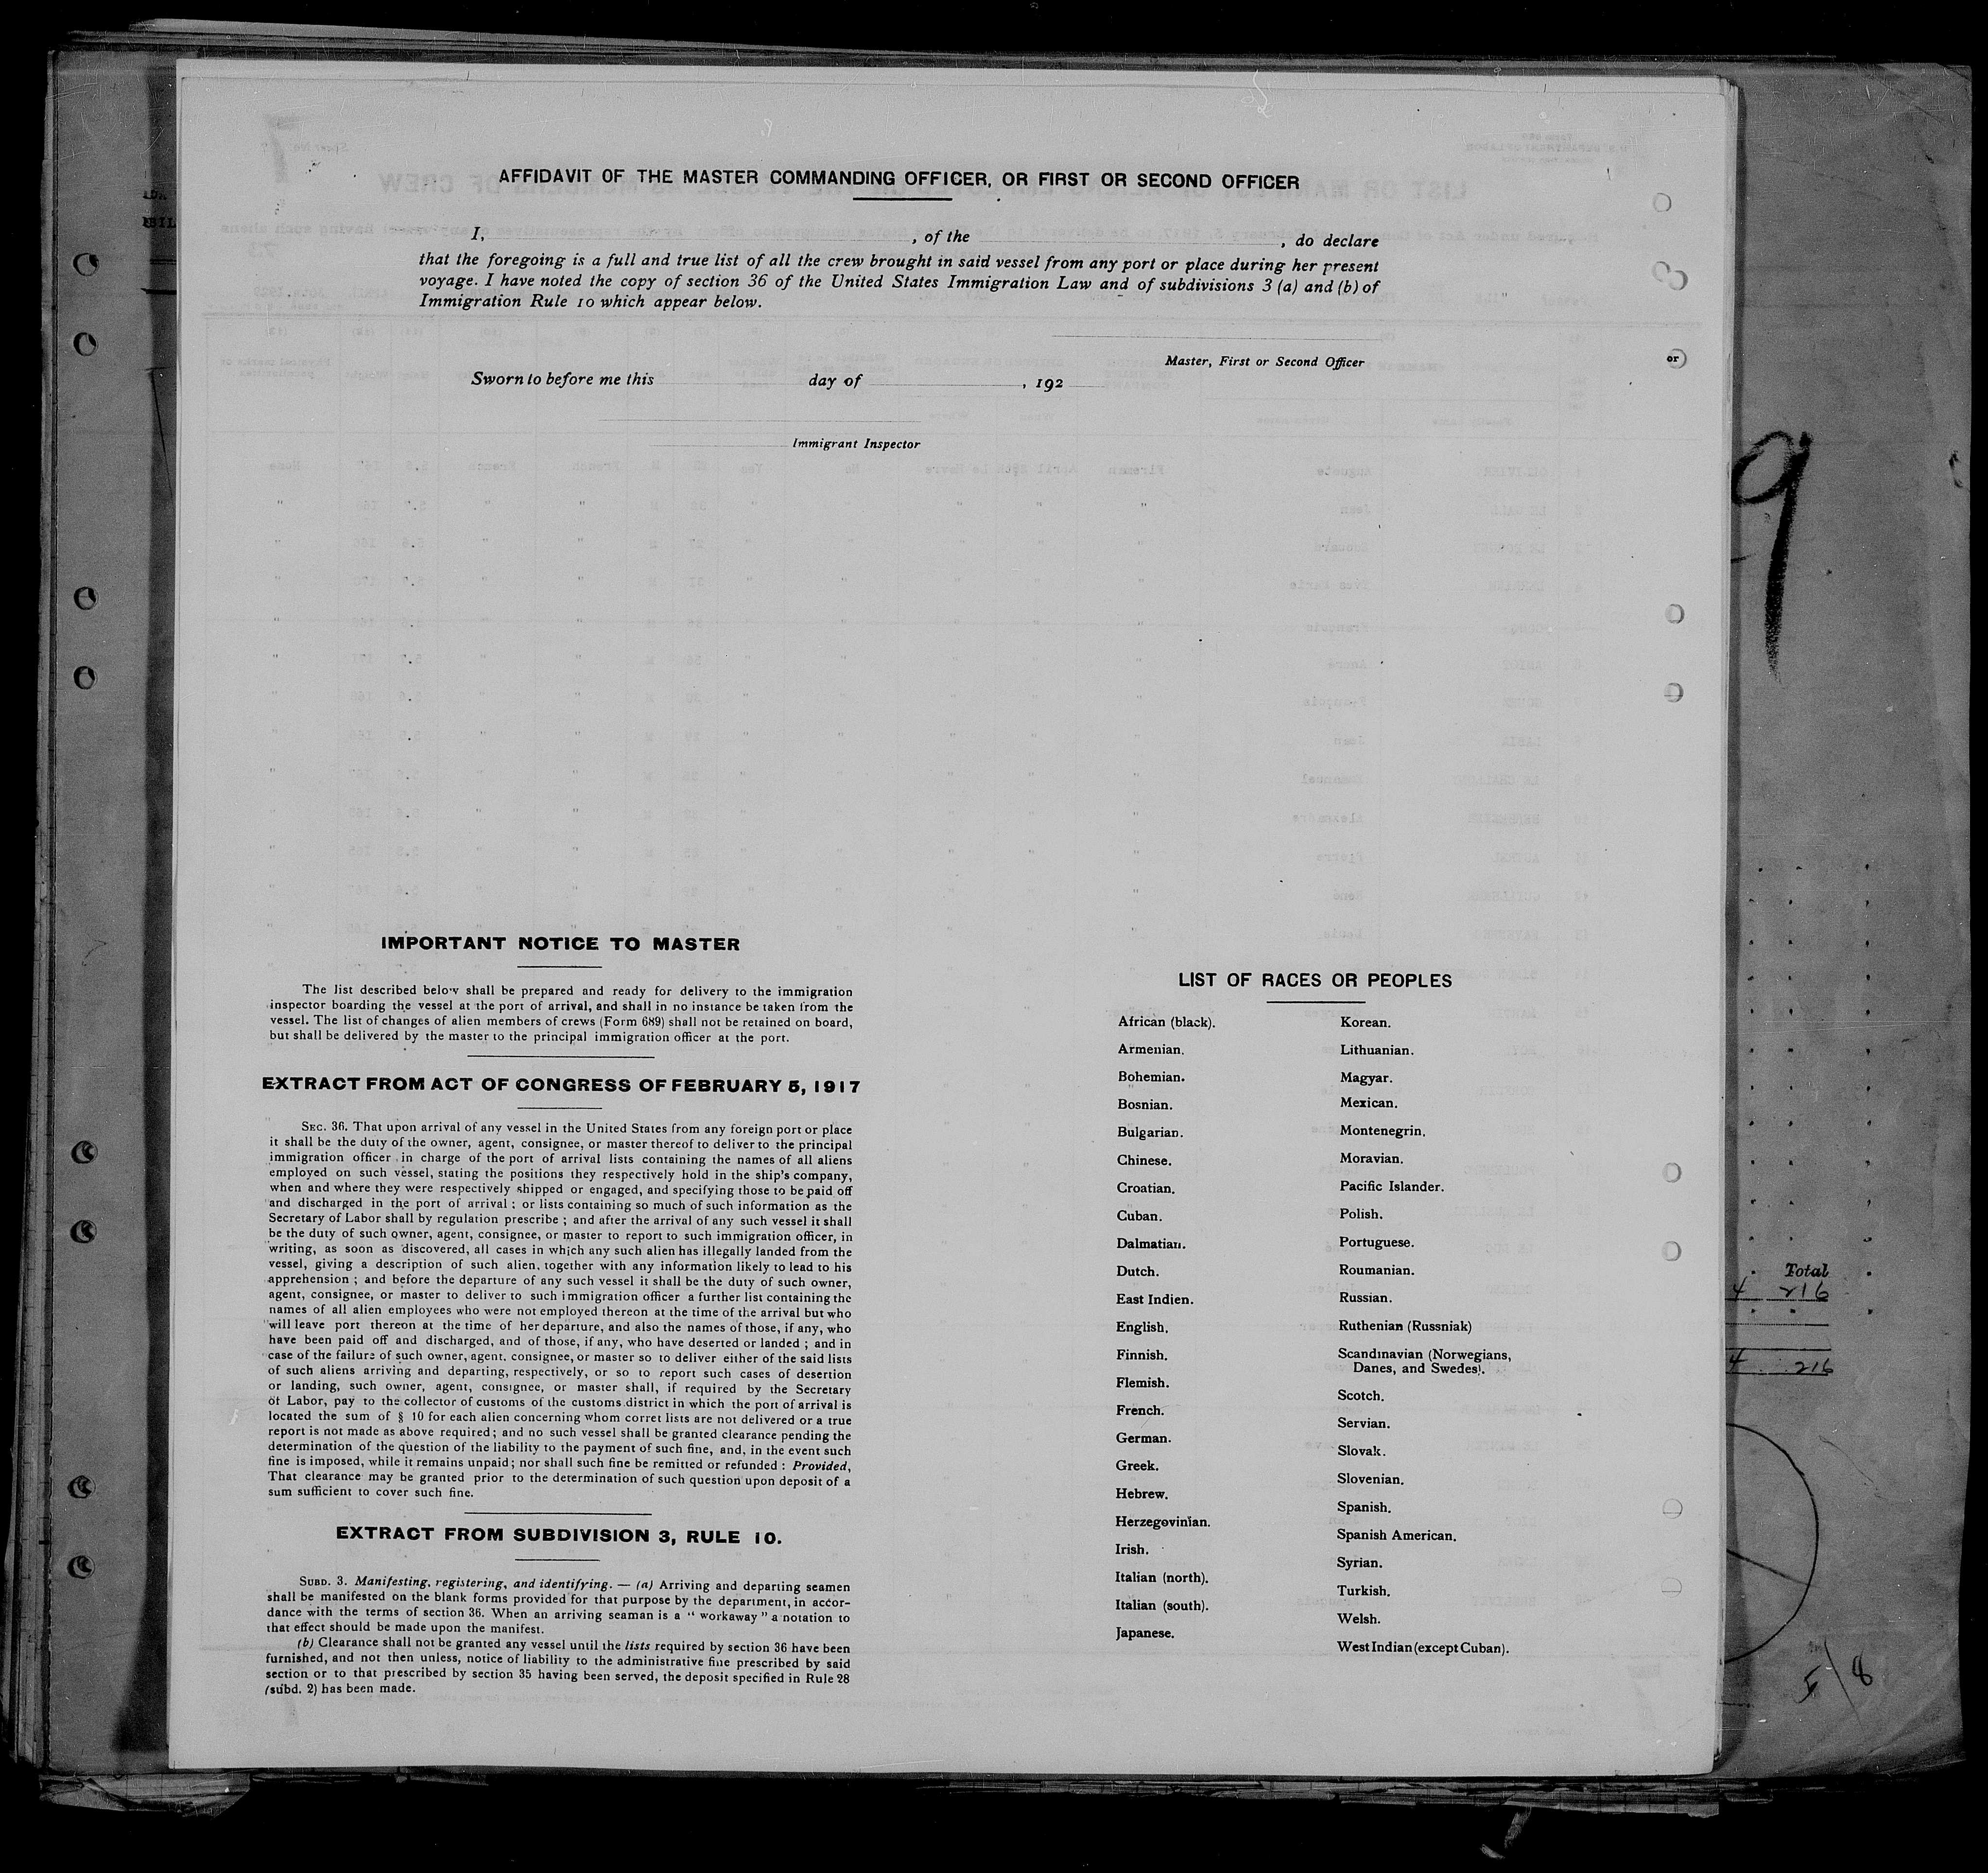 AFFIDAVIT OF THE MASTER COMMANDING OFFICER, OR FIRST OR SECOND OFFICER
I, , of the , do declare
that the foregoing is a full and true list of all the crew brought in said vessel from any port or place during her present
voyage. I have noted the copy of section 36 of the United States Immigration Law and of subdivisions 3 (a) and (b) of
Immigration Rule 10 which appear below.
Master, First or Second Officer
Sworn to before me this day of , 192
Immigrant Inspector
IMPORTANT NOTICE TO MASTER
The list described below shall be prepared and ready for delivery to the immigration
inspector boarding the vessel at the port of arrival, and shall in no instance be taken from the
vessel. The list of changes of alien members of crews (Form 689) shall not be retained on board,
but shall be delivered by the master to the principal immigration officer at the port.
EXTRACT FROM ACT OF CONGRESS OF FEBRUARY 5, 1917
SEC. 36. That upon arrival of any vessel in the United States from any foreign port or place
it shall be the duty of the owner, agent, consignee, or master thereof to deliver to the principal
immigration officer in charge of the port of arrival lists containing the names of all aliens
employed on such vessel, stating the positions they respectively hold in the ship's company,
when and where they were respectively shipped or engaged, and specifying those to be paid off
and discharged in the port of arrival ; or lists containing so much of such information as the
Secretary of Labor shall by regulation prescribe ; and after the arrival of any such vessel it shall
be the duty of such owner, agent, consignee, or master to report to such immigration officer, in
writing, as soon as discovered, all cases in which any such alien has illegally landed from the
vessel, giving a description of such alien, together with any information likely to lead to his
apprehension ; and before the departure of any such vessel it shall be the duty of such owner,
agent, consignee, or master to deliver to such immigration officer a further list containing the
names of all alien employees who were not employed thereon at the time of the arrival but who
will leave port thereon at the time of her departure, and also the names of those, if any, who
have been paid off and discharged, and of those, if any, who have deserted or landed ; and in
case of the failure of such owner, agent, consignee, or master so to deliver either of the said lists
of such aliens arriving and departing, respectively, or so to report such cases of desertion
or landing, such owner, agent, consignee, or master shall, if required by the Secretary
of Labor, pay to the collector of customs of the customs district in which the port of arrival is
located the sum of § 10 for each alien concerning whom corret lists are not delivered or a true
report is not made as above required ; and no such vessel shall be granted clearance pending the
determination of the question of the liability to the payment of such fine, and, in the event such
fine is imposed, while it remains unpaid ; nor shall such fine be remitted or refunded : Provided,
That clearance may be granted prior to the determination of such question upon deposit of a
sum sufficient to cover such fine.
EXTRACT FROM SUBDIVISION 3, RULE 10.
SUBD. 3. Manifesting, registering, and identifying. — (a) Arriving and departing seamen
shall be manifested on the blank forms provided for that purpose by the department, in accor-
dance with the terms of section 36. When an arriving seaman is a “ workaway ” a notation to
that effect should be made upon the manifest.
(b) Clearance shall not be granted any vessel until the lists required by section 36 have been
furnished, and not then unless, notice of liability to the administrative fine prescribed by said
section or to that prescribed by section 35 having been served, the deposit specified in Rule 28
(subd. 2) has been made.
LIST OF RACES OR PEOPLES
African (black).
Armenian.
Bohemian.
Bosnian.
Bulgarian.
Chinese.
Croatian.
Cuban.
Dalmatian.
Dutch.
East Indien.
English.
Finnish.
Flemish.
French.
German.
Greek.
Hebrew.
Herzegovinian.
Irish.
Italian (north).
Italian (south).
Japanese.
Korean.
Lithuanian.
Magyar.
Mexican.
Montenegrin.
Moravian.
Pacific Islander.
Polish.
Portuguese.
Roumanian.
Russian.
Ruthenian (Russniak)
Scandinavian (Norwegians,
Danes, and Swedes).
Scotch.
Servian.
Slovak.
Slovenian.
Spanish.
Spanish American.
Syrian.
Turkish.
Welsh.
West Indian (except Cuban).
or
9
Total
4 216
4 216
5/8